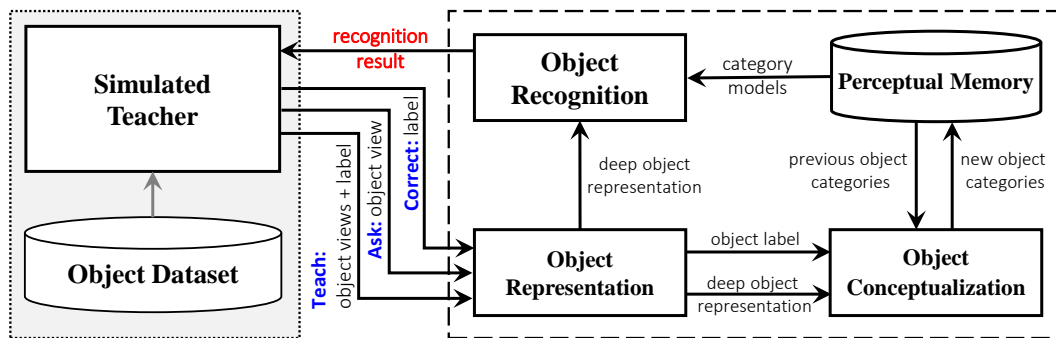 Simulated
Teacher
Object Dataset
recognition
result
Teach:
object views + label
Ask: object view
Correct: label
Object
Recognition
category
models
Perceptual Memory
deep object
representation
previous object
categories
new object
categories
Object
Representation
object label
deep object
representation
Object
Conceptualization